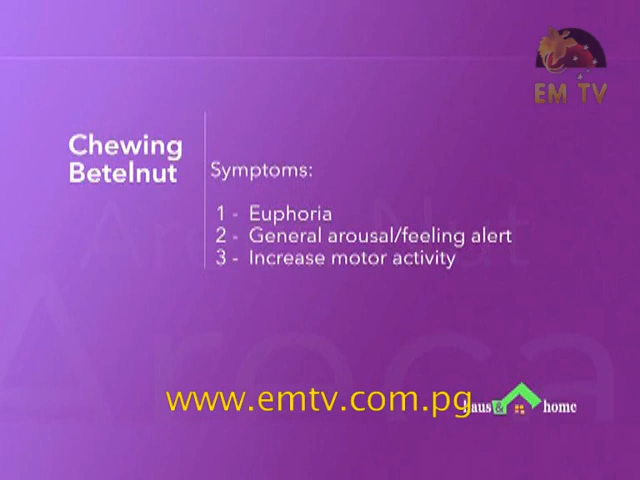 EM TV
Chewing
Betelnut
Symptoms:
1 - Euphoria
2 - General arousal/feeling alert
3 - Increase motor activity
Areca Nut
Areca
www.emtv.com.pg
haus & home